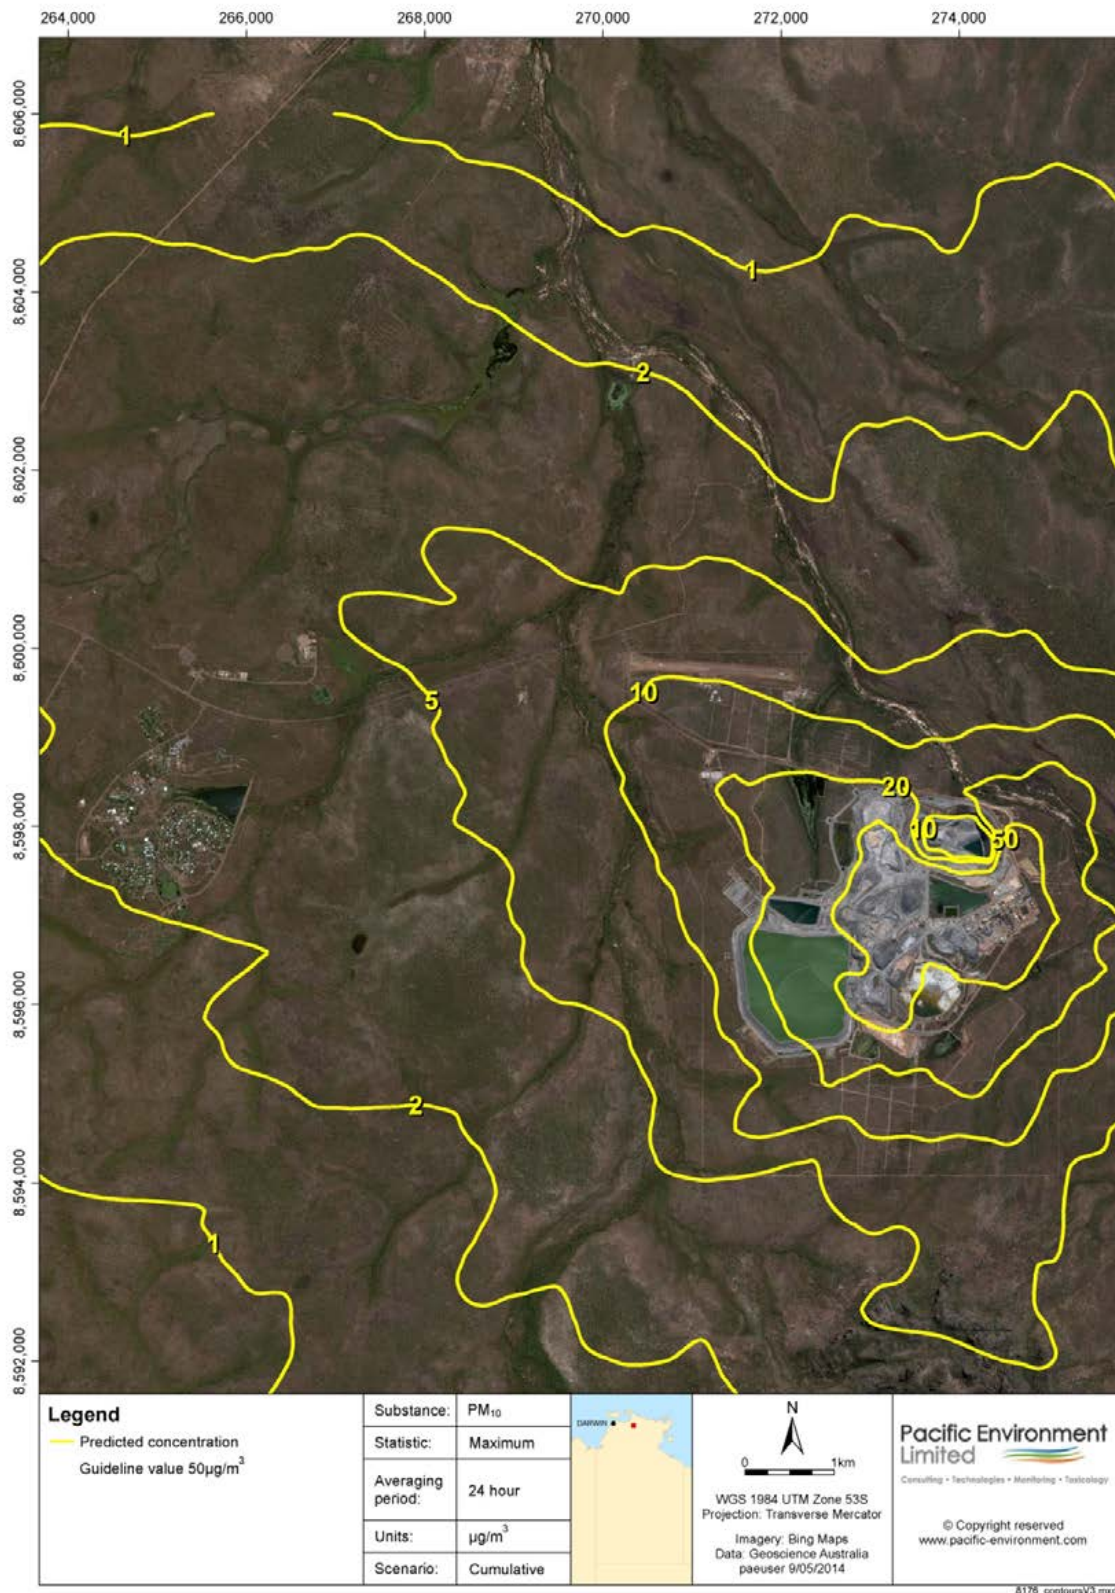 264,000 266,000 268,000 270,000 272,000 274,000
8,606,000
8,604,000
8,602,000
8,600,000
8,598,000
8,596,000
8,594,000
8,592,000
1
1
2
5
10
20
10
50
2
1
Legend
Predicted concentration
Guideline value 50µg/m³
Substance: PM₁₀
Statistic: Maximum
Averaging period: 24 hour
Units: µg/m³
Scenario: Cumulative
DARWIN
N
0 1km
WGS 1984 UTM Zone 53S
Projection: Transverse Mercator
Imagery: Bing Maps
Data: Geoscience Australia
paeuser 9/05/2014
Pacific Environment
Limited
Consulting • Technologies • Monitoring • Toxicology
© Copyright reserved
www.pacific-environment.com